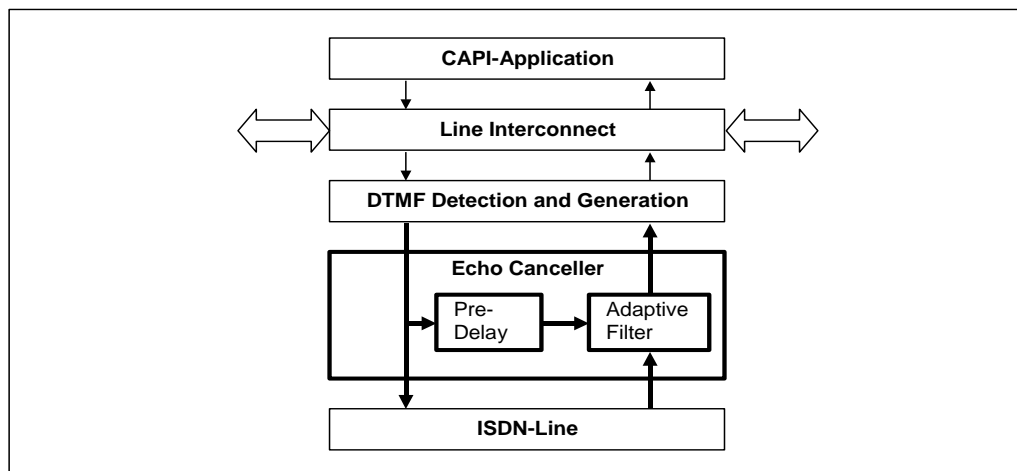 CAPI-Application
Line Interconnect
DTMF Detection and Generation
Echo Canceller
Pre-
Delay
Adaptive
Filter
ISDN-Line